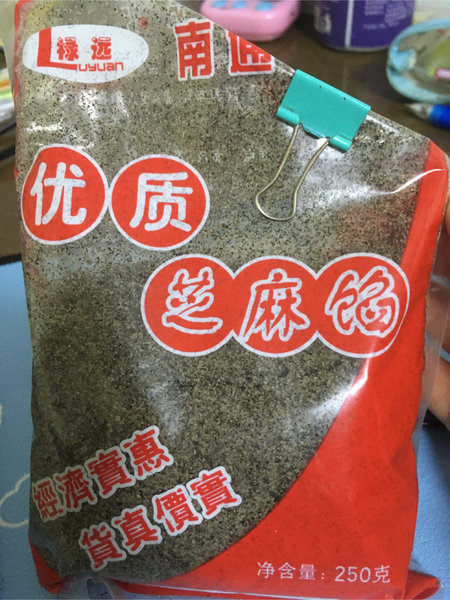 禄远
Luyuan
南通
优质
芝麻馅
經濟實惠
貨真價實
净含量：250克